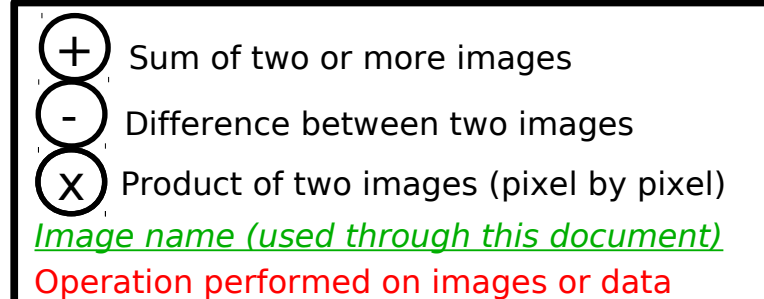 + Sum of two or more images
- Difference between two images
x Product of two images (pixel by pixel)
Image name (used through this document)
Operation performed on images or data